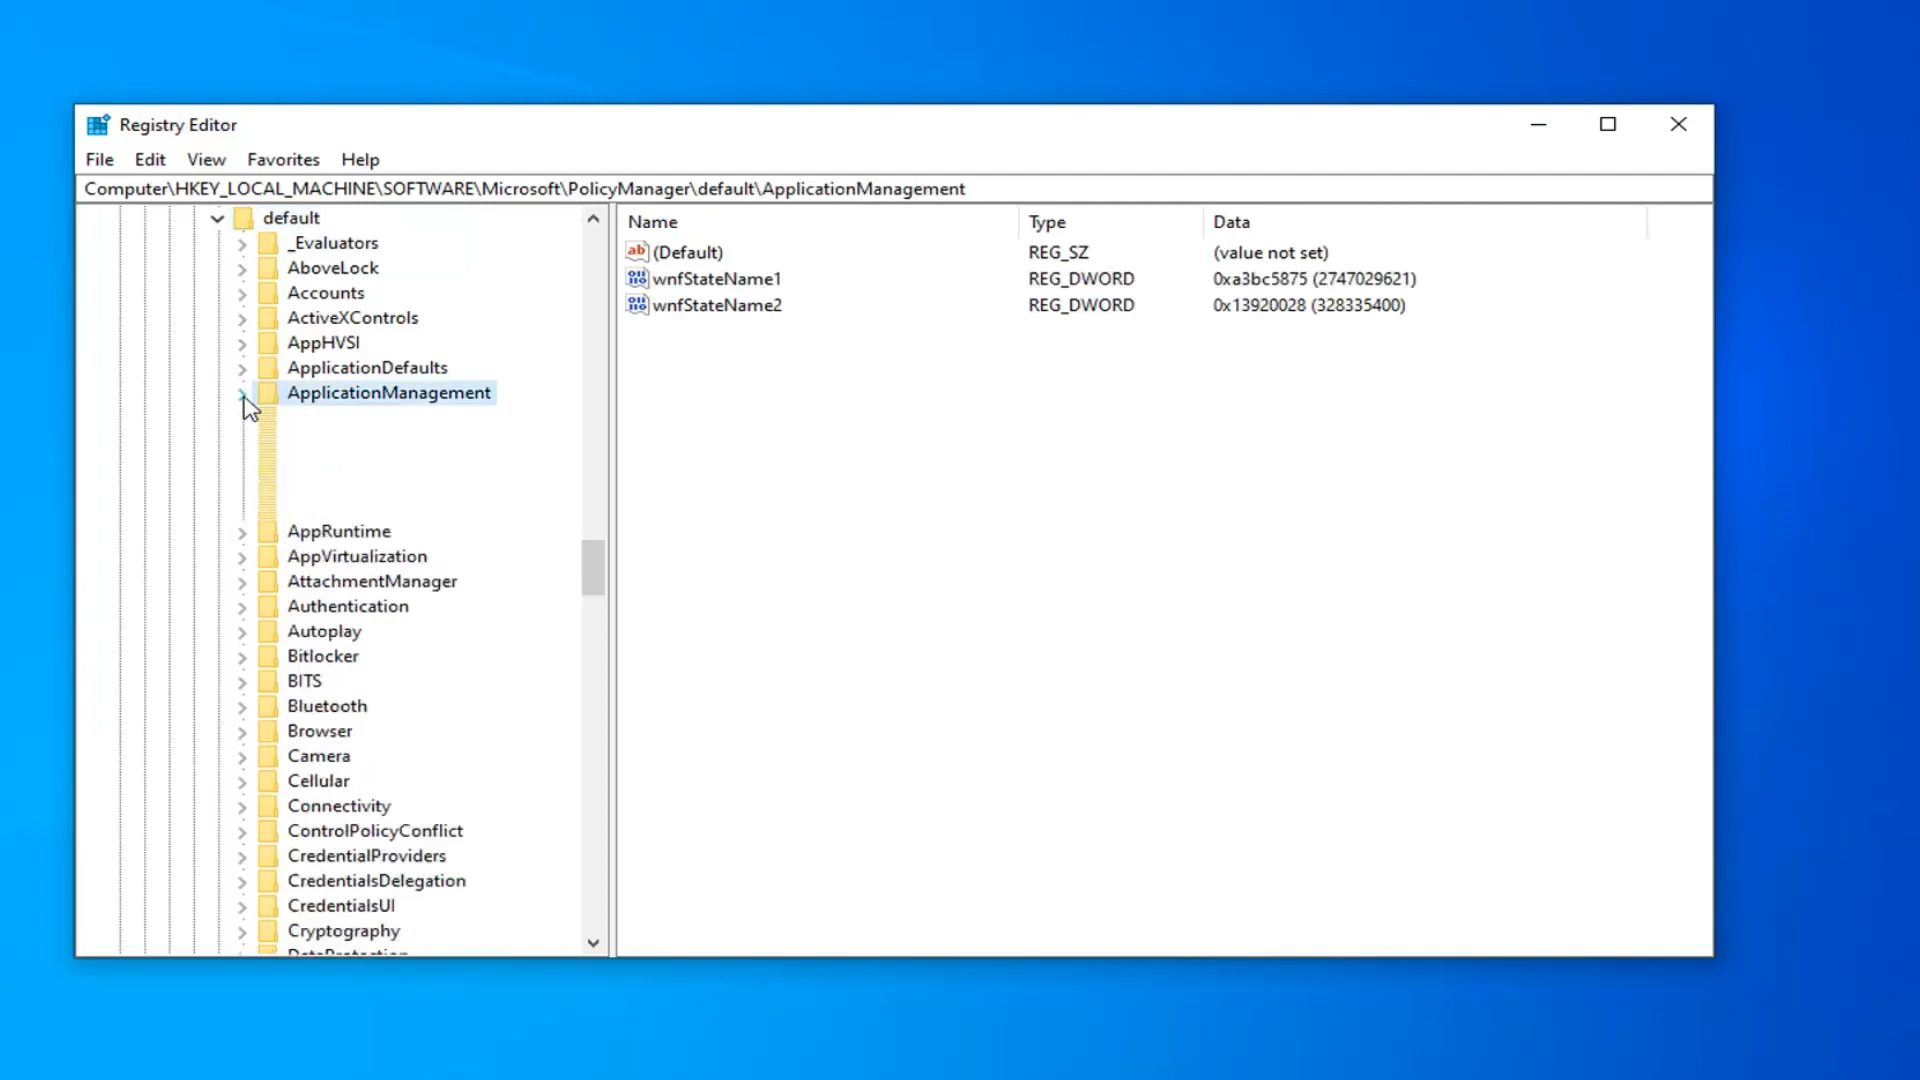 Registry Editor
File Edit View Favorites Help
Computer\HKEY_LOCAL_MACHINE\SOFTWARE\Microsoft\PolicyManager\default\ApplicationManagement
default
_Evaluators
AboveLock
Accounts
ActiveXControls
AppHVSI
ApplicationDefaults
ApplicationManagement
AppRuntime
AppVirtualization
AttachmentManager
Authentication
Autoplay
Bitlocker
BITS
Bluetooth
Browser
Camera
Cellular
Connectivity
ControlPolicyConflict
CredentialProviders
CredentialsDelegation
CredentialsUI
Cryptography
Name Type Data
(Default) REG_SZ (value not set)
wnfStateName1 REG_DWORD 0xa3bc5875 (2747029621)
wnfStateName2 REG_DWORD 0x13920028 (328335400)